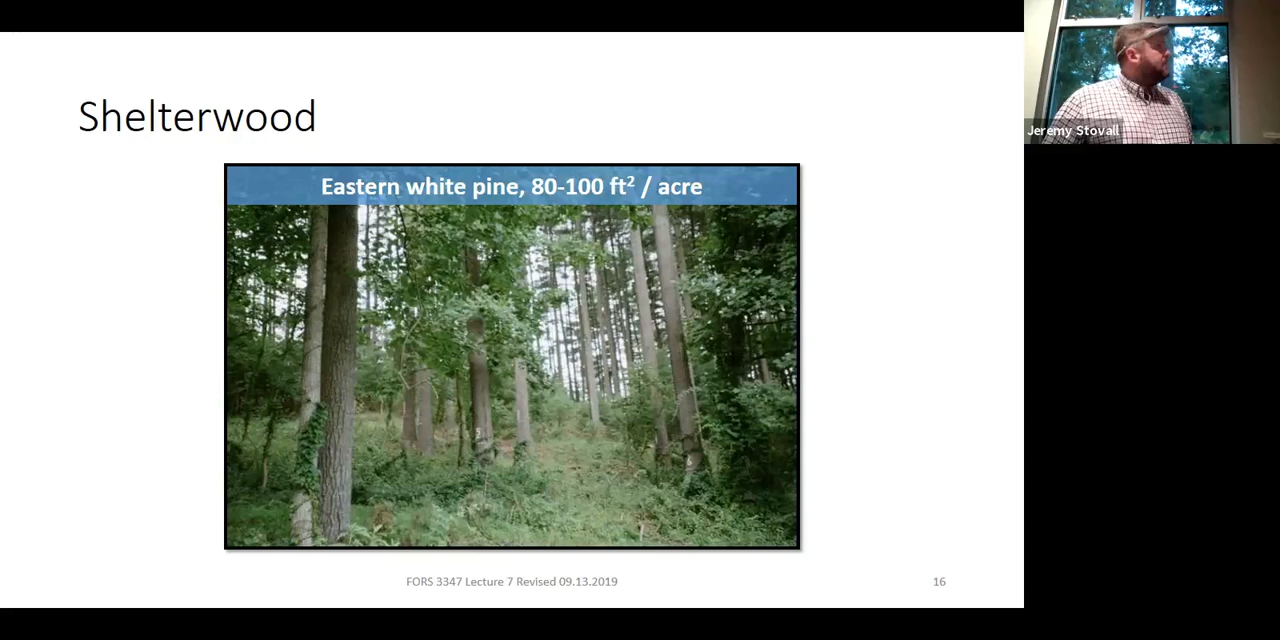 Shelterwood
Eastern white pine, 80-100 ft² / acre
FORS 3347 Lecture 7 Revised 09.13.2019
16
Jeremy Stovall